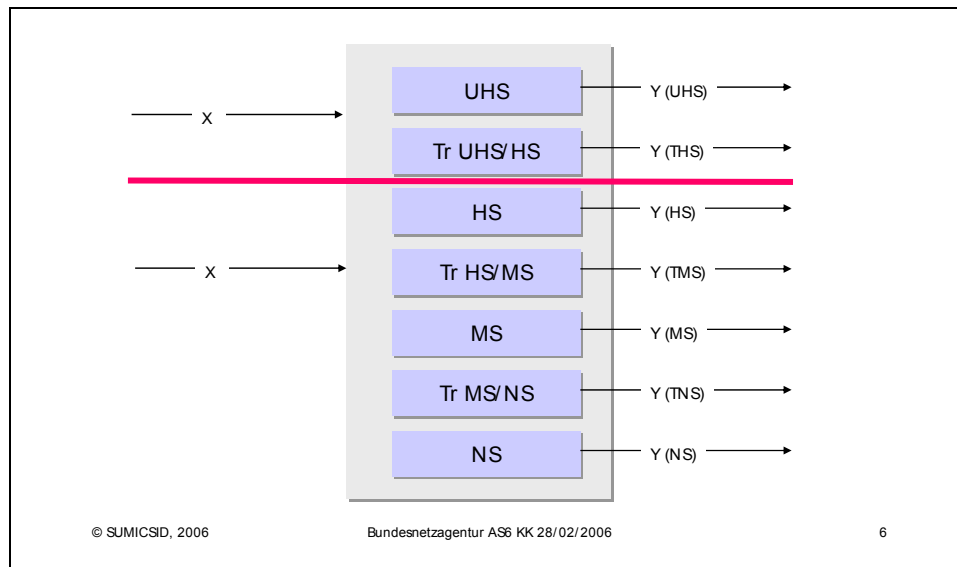 UHS
Y (UHS)
X
Tr UHS/HS
Y (THS)
HS
Y (HS)
X
Tr HS/MS
Y (TMS)
MS
Y (MS)
Tr MS/NS
Y (TNS)
NS
Y (NS)
© SUMICSID, 2006
Bundesnetzagentur AS6 KK 28/02/2006
6